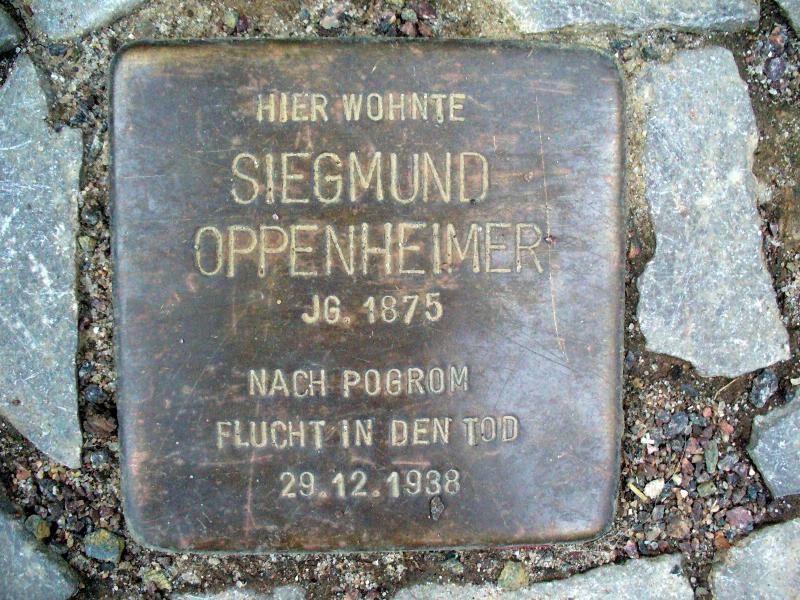 HIER WOHNTE
SIEGMUND
OPPENHEIMER
JG. 1875
NACH POGROM
FLUCHT IN DEN TOD
29.12.1938